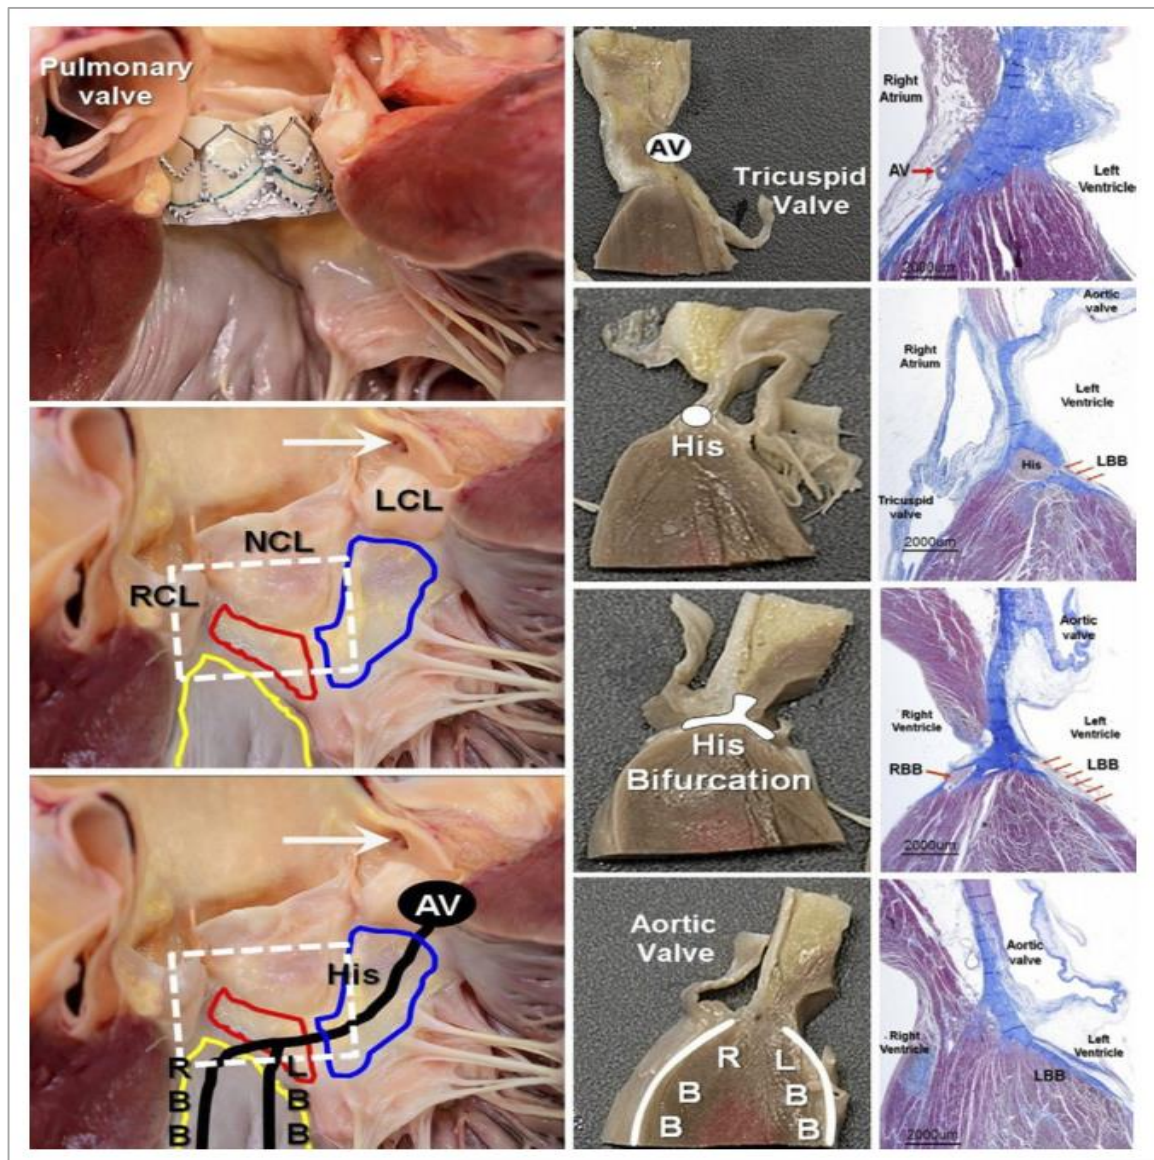 Pulmonary
valve
LCL
NCL
RCL
AV
His
R
B
B
L
B
B
AV
Tricuspid
Valve
His
His
Bifurcation
Aortic
Valve
R
B
B
L
B
B
Right
Atrium
AV
Left
Ventricle
2000um
Aortic
valve
Right
Atrium
Left
Ventricle
His
LBB
Tricuspid
valve
2000um
Aortic
valve
Right
Ventricle
Left
Ventricle
RBB
LBB
2000um
Aortic
valve
Right
Ventricle
Left
Ventricle
LBB
2000um